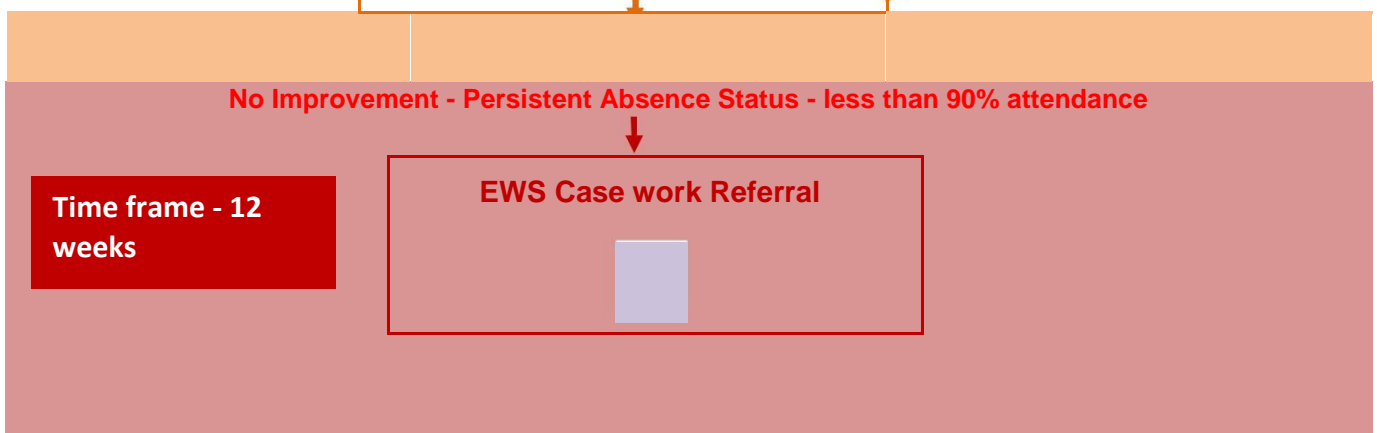 No Improvement - Persistent Absence Status - less than 90% attendance
EWS Case work Referral
Time frame - 12
weeks